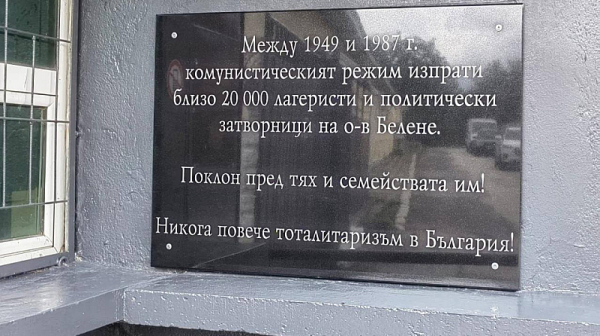 Между 1949 и 1987 г.
комунистическият режим изпрати
близо 20 000 лагеристи и политически
затворници на о-в Белене.
Поклон пред тях и семействата им!
Никога повече тоталитаризъм в България!